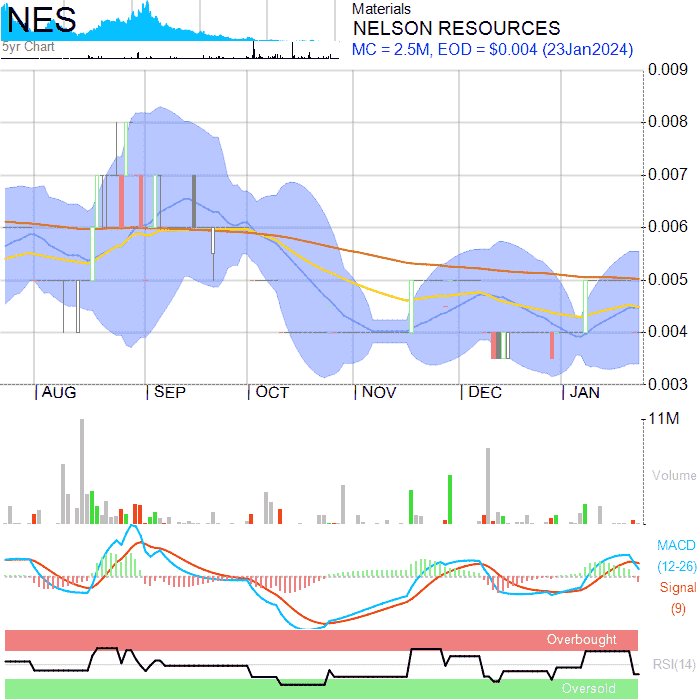 NES
5yr Chart
Materials
NELSON RESOURCES
MC = 2.5M, EOD = $0.004 (23Jan2024)
0.009
0.008
0.007
0.006
0.005
0.004
0.003
AUG SEP OCT NOV DEC JAN
11M
Volume
MACD
(12-26)
Signal
(9)
Overbought
RSI(14)
Oversold